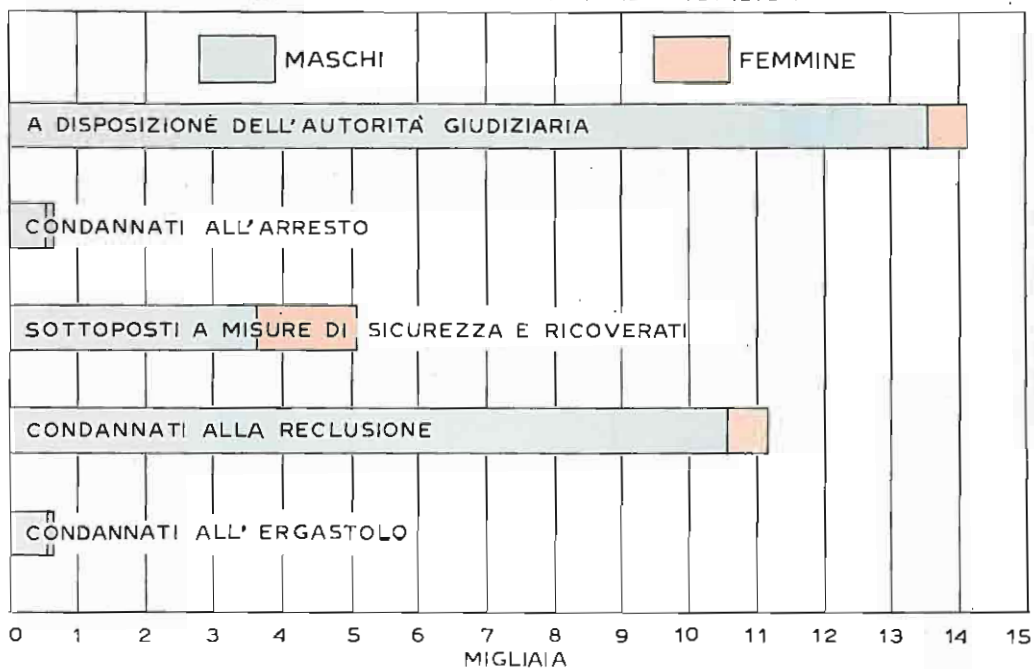 MASCHI
FEMMINE
A DISPOSIZIONE DELL'AUTORITÀ GIUDIZIARIA
CONDANNATI ALL'ARRESTO
SOTTOPOSTI A MISURE DI SICUREZZA E RICOVERATI
CONDANNATI ALLA RECLUSIONE
CONDANNATI ALL'ERGASTOLO
0 1 2 3 4 5 6 7 8 9 10 11 12 13 14 15
MIGLIAIA